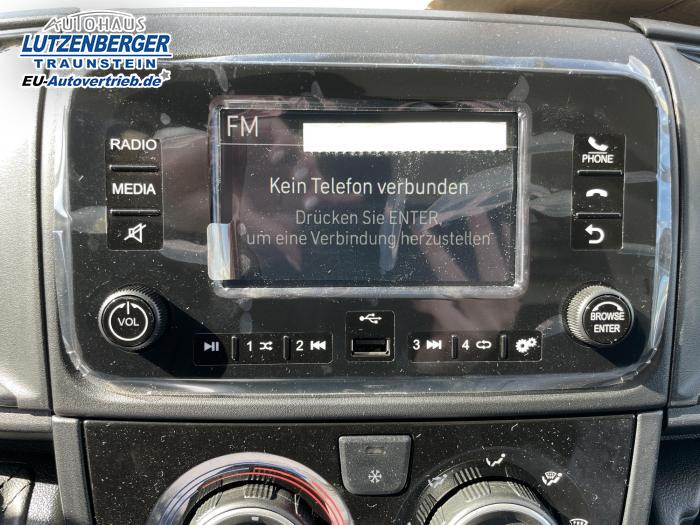 AUTOHAUS
LUTZENBERGER
TRAUNSTEIN
EU-Autovertrieb.de
RADIO
MEDIA
FM
Kein Telefon verbunden
Drücken Sie ENTER,
um eine Verbindung herzustellen
PHONE
VOL
1
2
3
4
BROWSE
ENTER